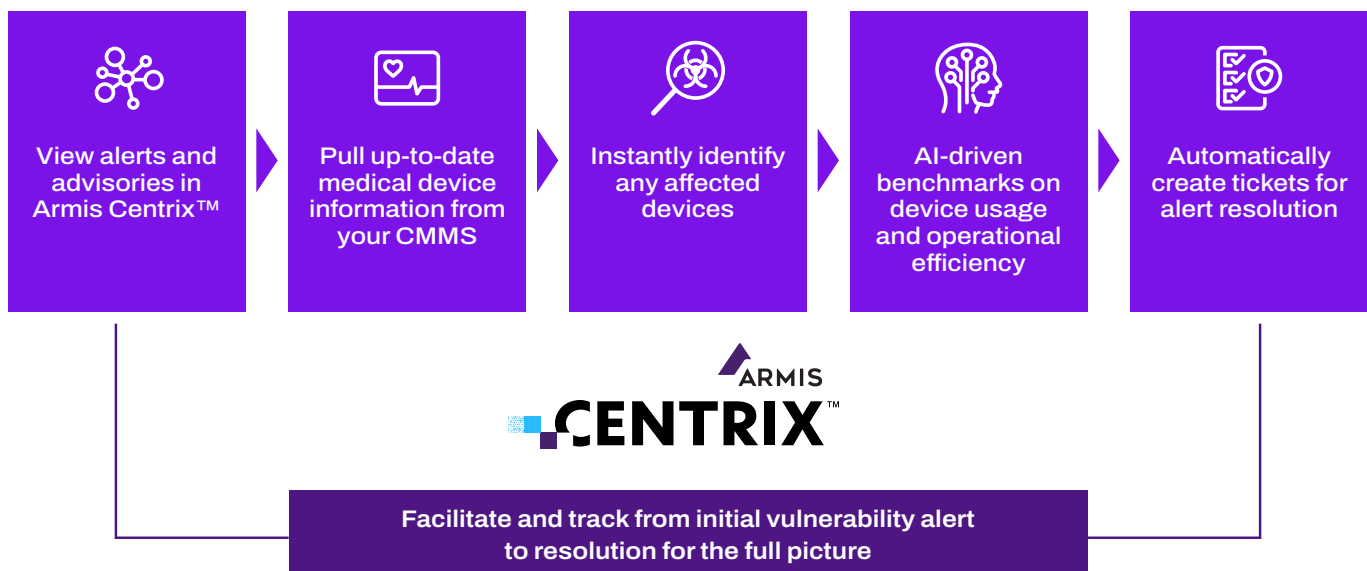 View alerts and
advisories in
Armis Centrix™
Pull up-to-date
medical device
information from
your CMMS
Instantly identify
any affected
devices
AI-driven
benchmarks on
device usage
and operational
efficiency
Automatically
create tickets for
alert resolution
ARMIS
CENTRIX™
Facilitate and track from initial vulnerability alert
to resolution for the full picture